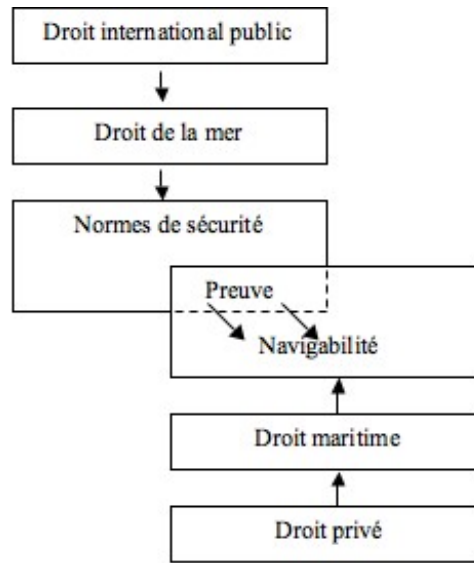 Droit international public
Droit de la mer
Normes de sécurité
Preuve
Navigabilité
Droit maritime
Droit privé